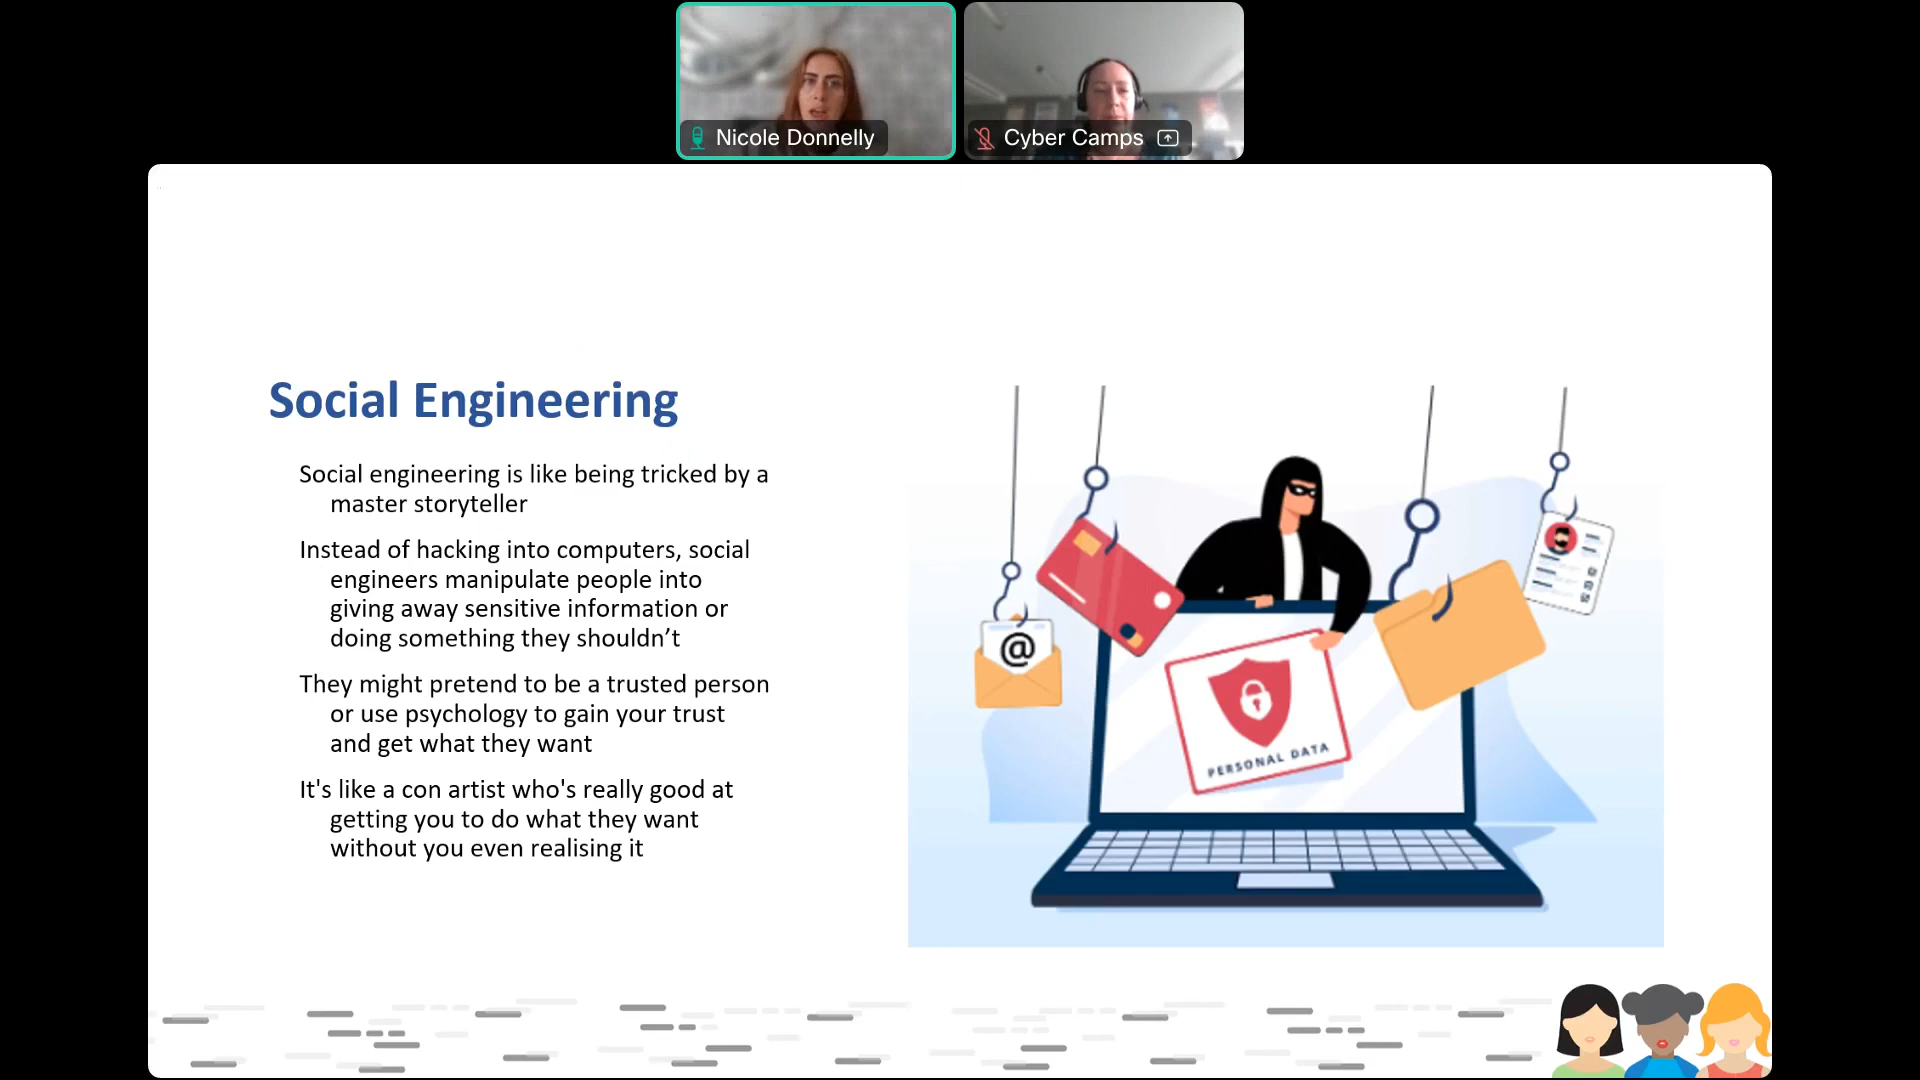 Nicole Donnelly
Cyber Camps
Social Engineering
Social engineering is like being tricked by a
master storyteller
Instead of hacking into computers, social
engineers manipulate people into
giving away sensitive information or
doing something they shouldn’t
They might pretend to be a trusted person
or use psychology to gain your trust
and get what they want
It's like a con artist who's really good at
getting you to do what they want
without you even realising it
@
PERSONAL DATA